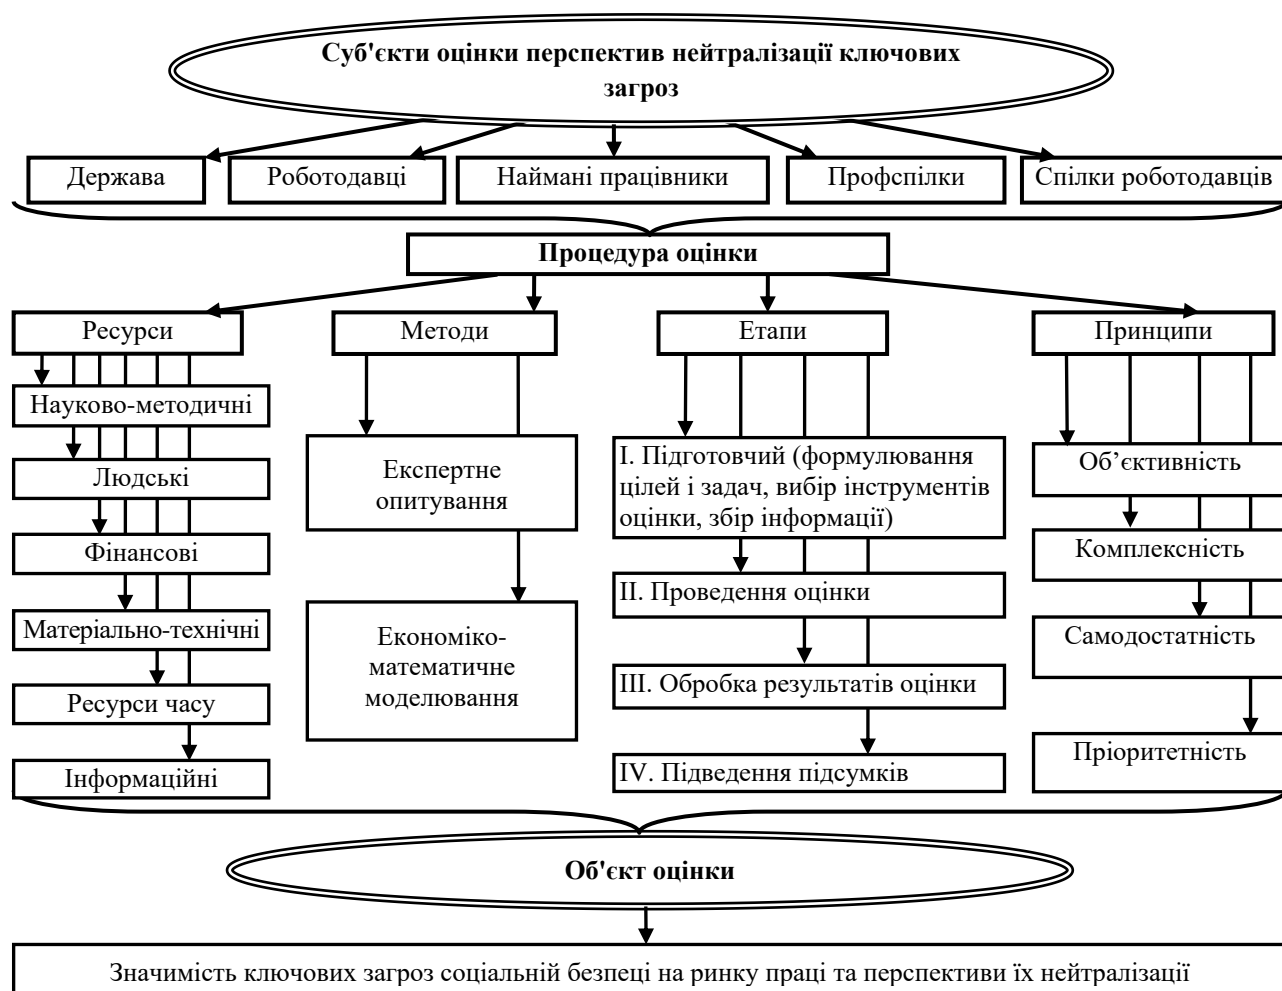 Суб'єкти оцінки перспектив нейтралізації ключових
загроз
Держава
Роботодавці
Наймані працівники
Профспілки
Спілки роботодавців
Процедура оцінки
Ресурси
Методи
Етапи
Принципи
Науково-методичні
Людські
Фінансові
Матеріально-технічні
Ресурси часу
Інформаційні
Експертне
опитування
Економіко-
математичне
моделювання
I. Підготовчий (формулювання
цілей і задач, вибір інструментів
оцінки, збір інформації)
II. Проведення оцінки
III. Обробка результатів оцінки
IV. Підведення підсумків
Об’єктивність
Комплексність
Самодостатність
Пріоритетність
Об'єкт оцінки
Значимість ключових загроз соціальній безпеці на ринку праці та перспективи їх нейтралізації